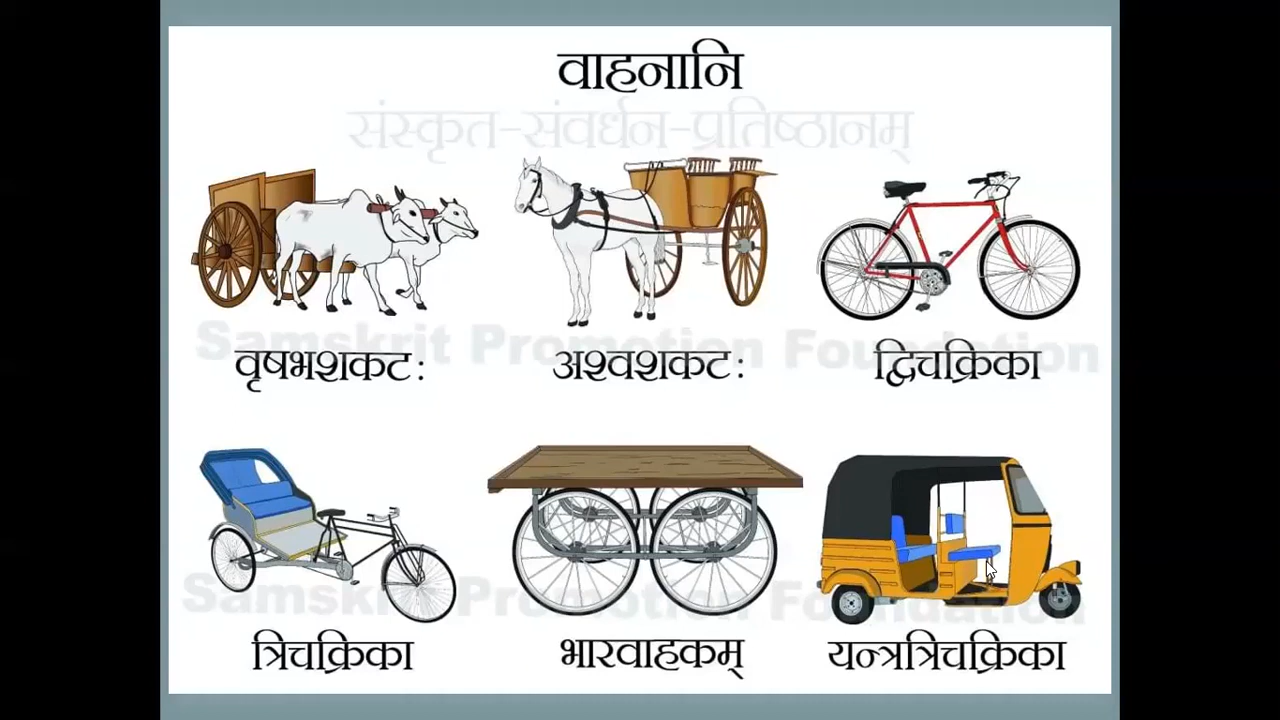 वाहनानि
संस्कृत-संवर्धन-प्रतिष्ठानम्
Samskrit Promotion Foundation
वृषभशकटः अश्वशकटः द्विचक्रिका
Samskrit Promotion Foundation
त्रिचक्रिका भारवाहकम् यन्त्रत्रिचक्रिका